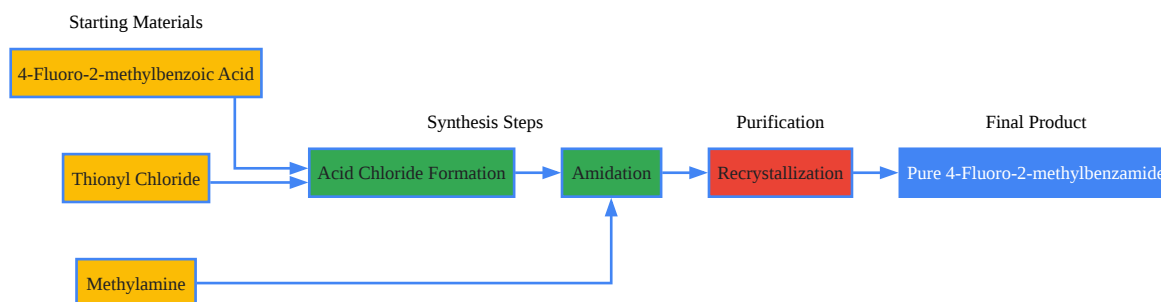 Starting Materials
4-Fluoro-2-methylbenzoic Acid
Synthesis Steps
Purification
Final Product
Thionyl Chloride
Acid Chloride Formation
Amidation
Recrystallization
Pure 4-Fluoro-2-methylbenzamide
Methylamine